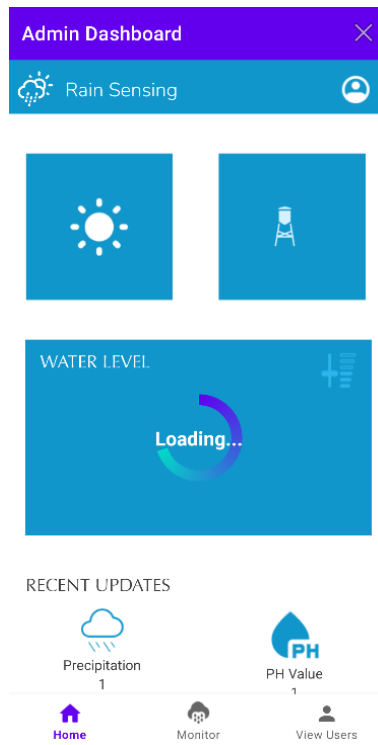 Admin Dashboard
Rain Sensing
WATER LEVEL
Loading...
RECENT UPDATES
Precipitation
1
PH
PH Value
1
Home
Monitor
View Users